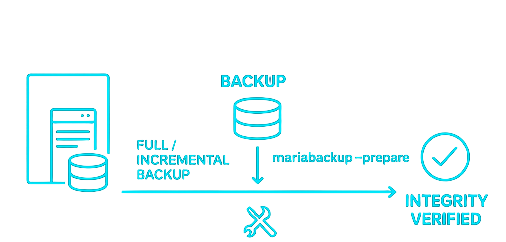 BACKUP
FULL /
INCREMENTAL
BACKUP
mariabackup --prepare
INTEGRITY
VERIFIED